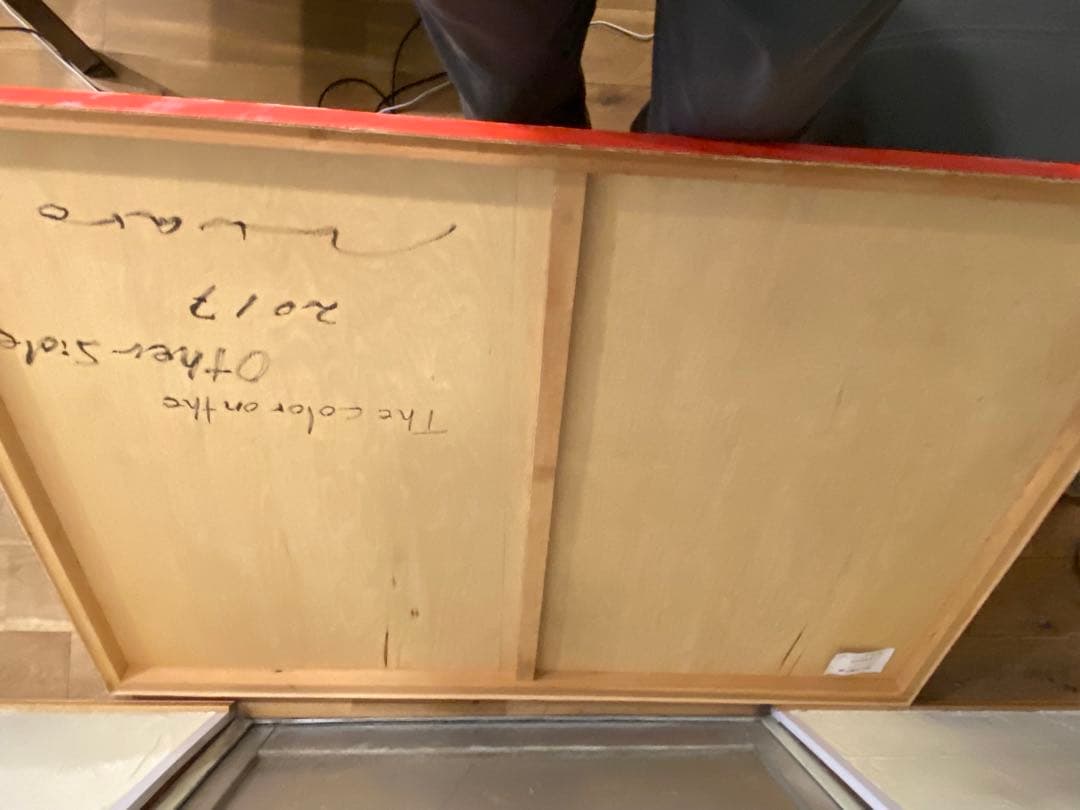 The color on the
Other Side
2017